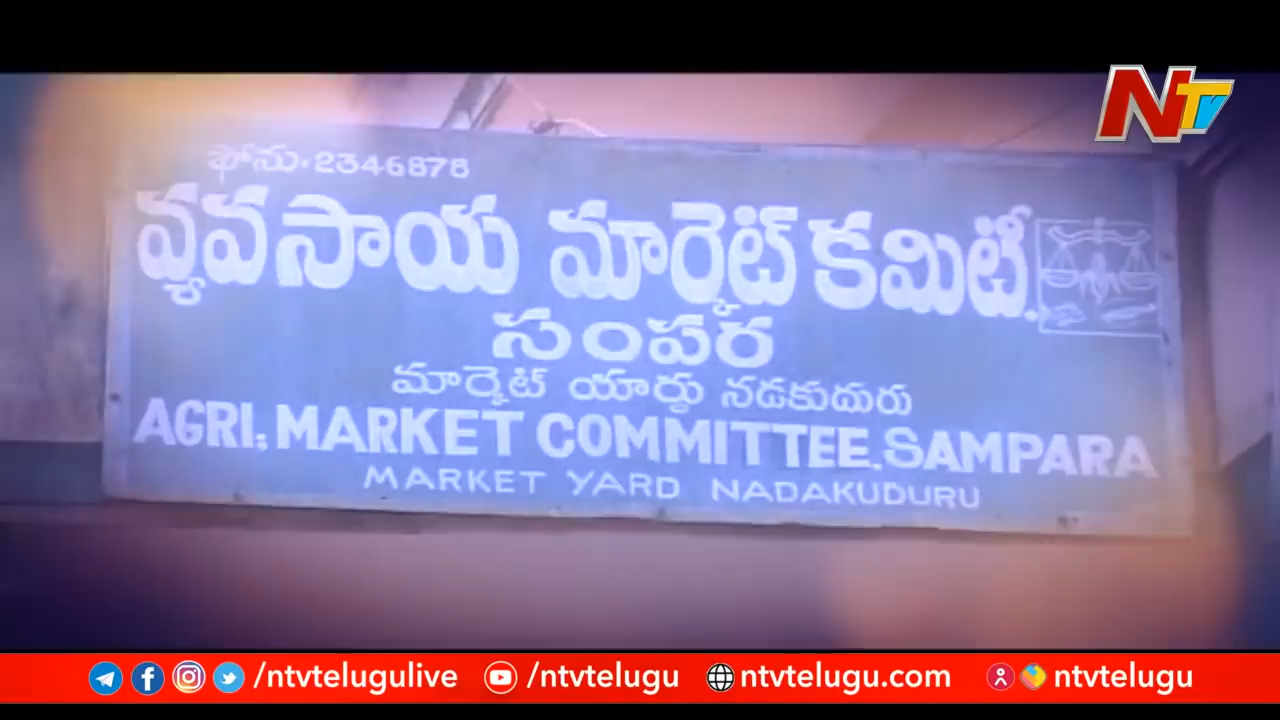 NTV
ఫోను. 2346878
వ్యవసాయ మార్కెట్ కమిటి.
సంపర
మార్కెట్ యార్డు నడకుదురు
AGRI; MARKET COMMITTEE. SAMPARA
MARKET YARD NADAKUDURU
/ntvtelugulive /ntvtelugu ntvtelugu.com ntvtelugu